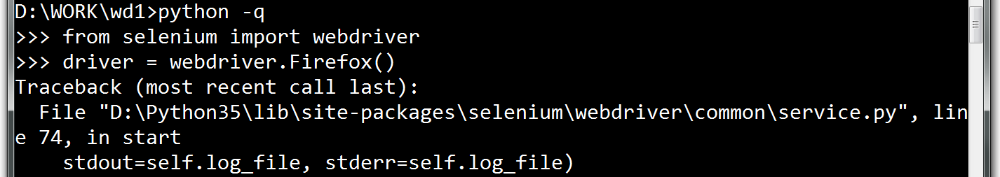 D:\WORK\wd1>python -q
>>> from selenium import webdriver
>>> driver = webdriver.Firefox()
Traceback (most recent call last):
  File "D:\Python35\lib\site-packages\selenium\webdriver\common\service.py", lin
e 74, in start
    stdout=self.log_file, stderr=self.log_file)